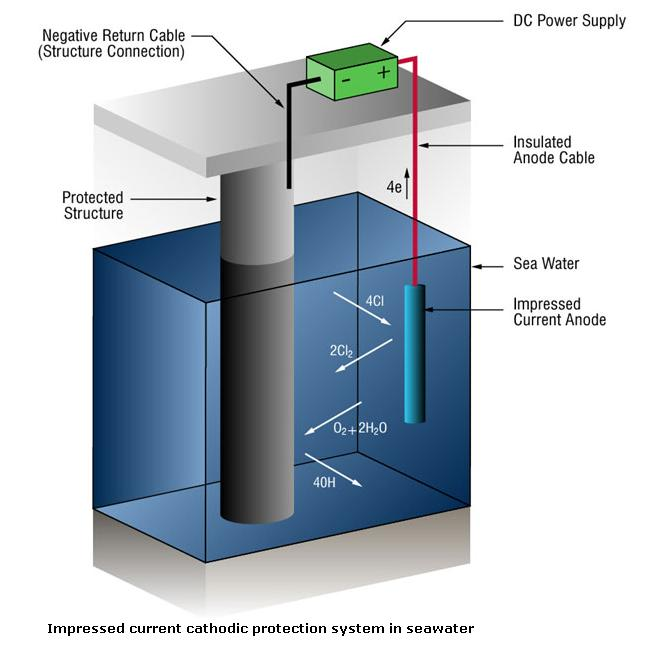 DC Power Supply
Negative Return Cable
(Structure Connection)
- +
Insulated
Anode Cable
4e
Protected
Structure
Sea Water
4Cl
Impressed
Current Anode
2Cl₂
O₂+2H₂O
40H
Impressed current cathodic protection system in seawater